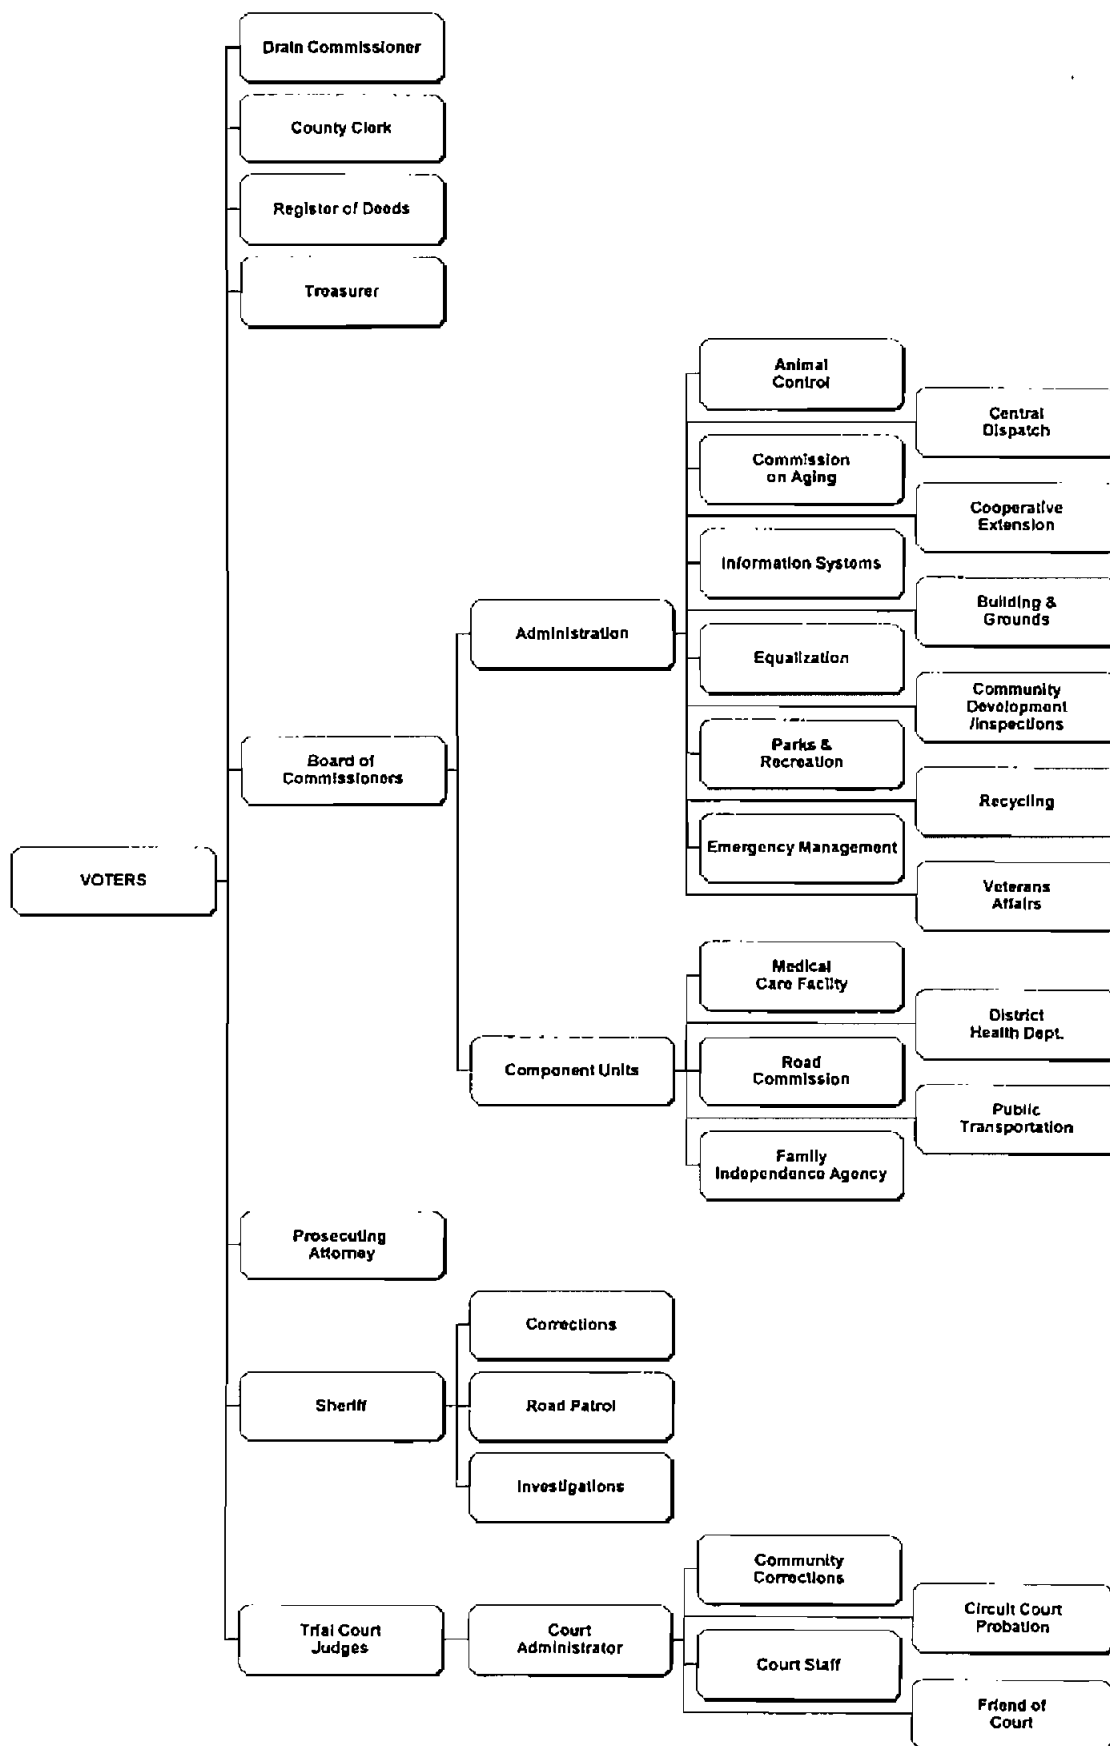 Drain Commissioner
County Clerk
Register of Deeds
Treasurer
Animal
Control
Central
Dispatch
Commission
on Aging
Cooperative
Extension
Information Systems
Building &
Grounds
Administration
Equalization
Community
Development
/Inspections
Parks &
Recreation
Board of
Commissioners
Recycling
Emergency Management
VOTERS
Veterans
Affairs
Medical
Care Facility
District
Health Dept.
Component Units
Road
Commission
Public
Transportation
Family
Independence Agency
Prosecuting
Attorney
Corrections
Sheriff
Road Patrol
Investigations
Community
Corrections
Circuit Court
Probation
Trial Court
Judges
Court
Administrator
Court Staff
Friend of
Court